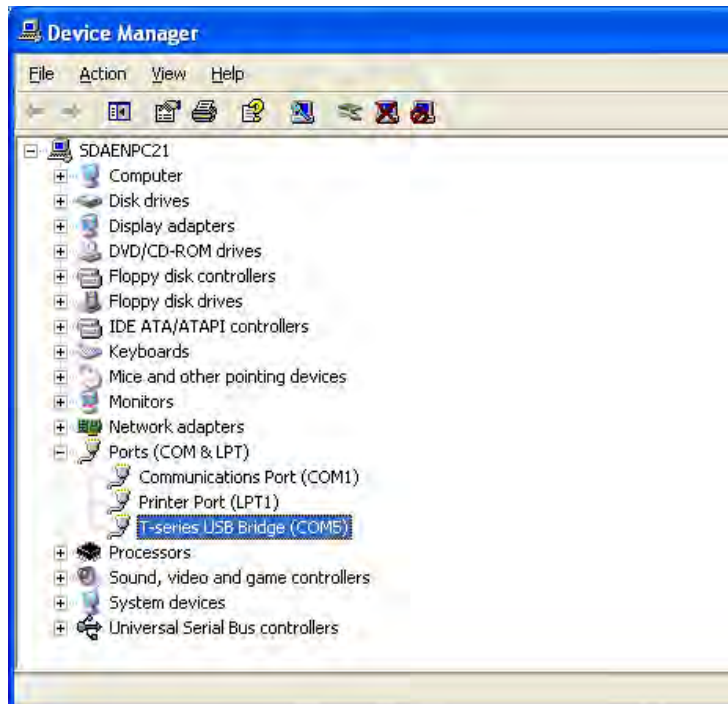 Device Manager
File Action View Help
SDAENPC21
Computer
Disk drives
Display adapters
DVD/CD-ROM drives
Floppy disk controllers
Floppy disk drives
IDE ATA/ATAPI controllers
Keyboards
Mice and other pointing devices
Monitors
Network adapters
Ports (COM & LPT)
Communications Port (COM1)
Printer Port (LPT1)
T-series USB Bridge (COM5)
Processors
Sound, video and game controllers
System devices
Universal Serial Bus controllers